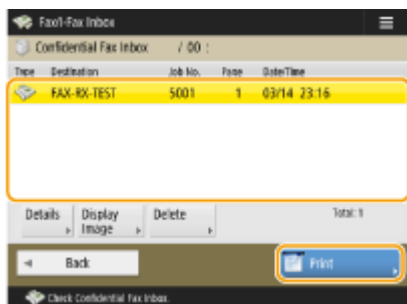 Fax/I-Fax Inbox
Confidential Fax Inbox / 00 :
Type Destination Job No. Page Date/Time
FAX-RX-TEST 5001 1 03/14 23:16
Details Display Image Delete Total: 1
Back Print
Check Confidential Fax Inbox.